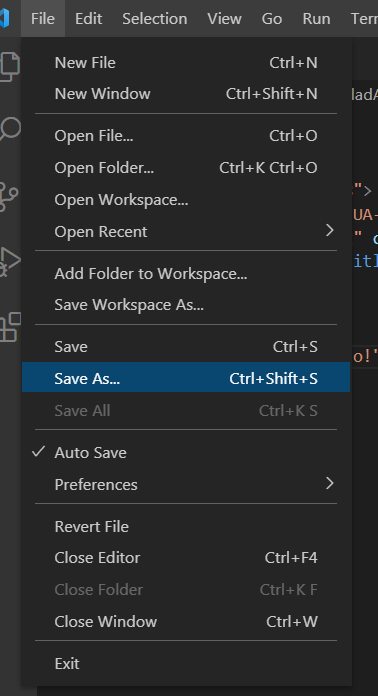 File Edit Selection View Go Run
New File Ctrl+N
New Window Ctrl+Shift+N
Open File... Ctrl+O
Open Folder... Ctrl+K Ctrl+O
Open Workspace...
Open Recent
Add Folder to Workspace...
Save Workspace As...
Save Ctrl+S
Save As... Ctrl+Shift+S
Save All Ctrl+K S
Auto Save
Preferences
Revert File
Close Editor Ctrl+F4
Close Folder Ctrl+K F
Close Window Ctrl+W
Exit